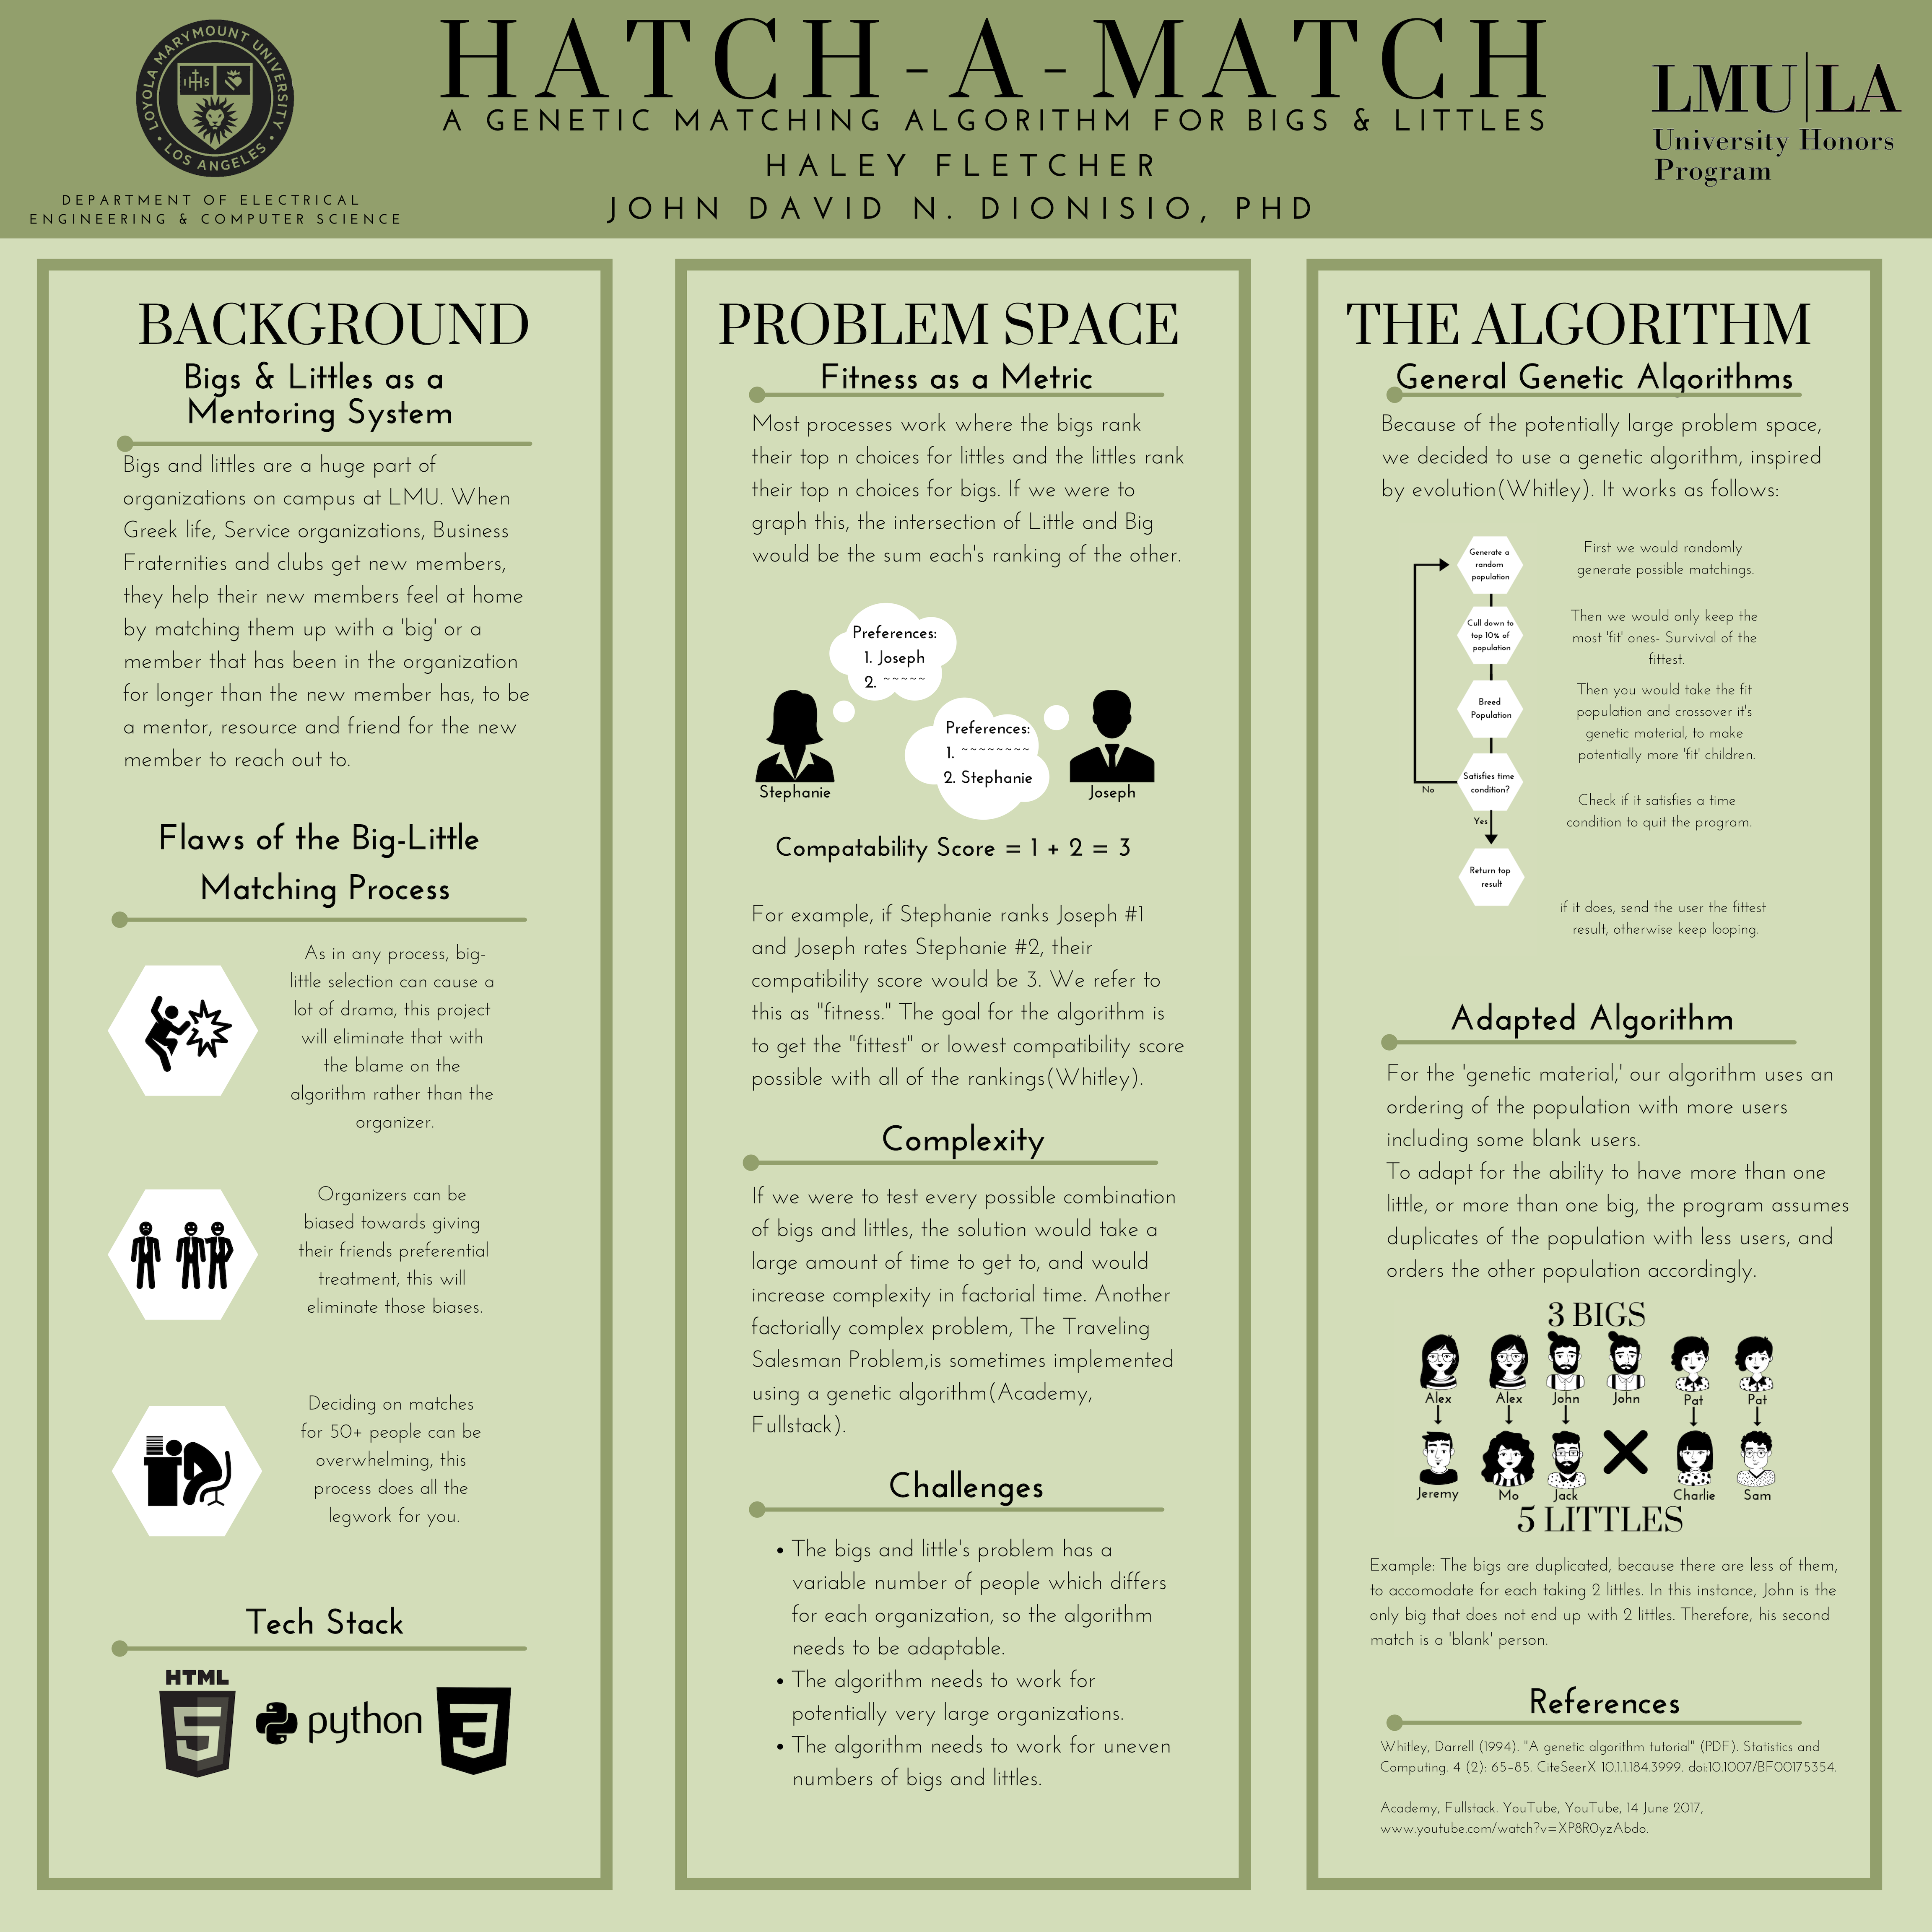 LOYOLA MARYMOUNT UNIVERSITY
IHS
LOS ANGELES
DEPARTMENT OF ELECTRICAL
ENGINEERING & COMPUTER SCIENCE
HATCH-A-MATCH
A GENETIC MATCHING ALGORITHM FOR BIGS & LITTLES
HALEY FLETCHER
JOHN DAVID N. DIONISIO, PHD
LMU|LA
University Honors
Program
BACKGROUND
Bigs & Littles as a
Mentoring System
Bigs and littles are a huge part of
organizations on campus at LMU. When
Greek life, Service organizations, Business
Fraternities and clubs get new members,
they help their new members feel at home
by matching them up with a 'big' or a
member that has been in the organization
for longer than the new member has, to be
a mentor, resource and friend for the new
member to reach out to.
Flaws of the Big-Little
Matching Process
As in any process, big-
little selection can cause a
lot of drama, this project
will eliminate that with
the blame on the
algorithm rather than the
organizer.
Organizers can be
biased towards giving
their friends preferential
treatment, this will
eliminate those biases.
Deciding on matches
for 50+ people can be
overwhelming, this
process does all the
legwork for you.
Tech Stack
HTML
5
python
3
PROBLEM SPACE
Fitness as a Metric
Most processes work where the bigs rank
their top n choices for littles and the littles rank
their top n choices for bigs. If we were to
graph this, the intersection of Little and Big
would be the sum each's ranking of the other.
Preferences:
1. Joseph
2. ~~~~~
Preferences:
1. ~~~~~~~~
2. Stephanie
Stephanie
Joseph
Compatability Score = 1 + 2 = 3
For example, if Stephanie ranks Joseph #1
and Joseph rates Stephanie #2, their
compatibility score would be 3. We refer to
this as "fitness." The goal for the algorithm is
to get the "fittest" or lowest compatibility score
possible with all of the rankings(Whitley).
Complexity
If we were to test every possible combination
of bigs and littles, the solution would take a
large amount of time to get to, and would
increase complexity in factorial time. Another
factorially complex problem, The Traveling
Salesman Problem,is sometimes implemented
using a genetic algorithm(Academy,
Fullstack).
Challenges
• The bigs and little's problem has a
variable number of people which differs
for each organization, so the algorithm
needs to be adaptable.
• The algorithm needs to work for
potentially very large organizations.
• The algorithm needs to work for uneven
numbers of bigs and littles.
THE ALGORITHM
General Genetic Algorithms
Because of the potentially large problem space,
we decided to use a genetic algorithm, inspired
by evolution(Whitley). It works as follows:
Generate a
random
population
First we would randomly
generate possible matchings.
Cull down to
top 10% of
population
Then we would only keep the
most 'fit' ones- Survival of the
fittest.
Breed
Population
Then you would take the fit
population and crossover it's
genetic material, to make
potentially more 'fit' children.
Satisfies time
condition?
No
Yes
Check if it satisfies a time
condition to quit the program.
Return top
result
if it does, send the user the fittest
result, otherwise keep looping.
Adapted Algorithm
For the 'genetic material,' our algorithm uses an
ordering of the population with more users
including some blank users.
To adapt for the ability to have more than one
little, or more than one big, the program assumes
duplicates of the population with less users, and
orders the other population accordingly.
3 BIGS
Alex Alex John John Pat Pat
Jeremy Mo Jack Charlie Sam
5 LITTLES
Example: The bigs are duplicated, because there are less of them,
to accomodate for each taking 2 littles. In this instance, John is the
only big that does not end up with 2 littles. Therefore, his second
match is a 'blank' person.
References
Whitley, Darrell (1994). "A genetic algorithm tutorial" (PDF). Statistics and
Computing. 4 (2): 65–85. CiteSeerX 10.1.1.184.3999. doi:10.1007/BF00175354.
Academy, Fullstack. YouTube, YouTube, 14 June 2017,
www.youtube.com/watch?v=XP8R0yzAbdo.